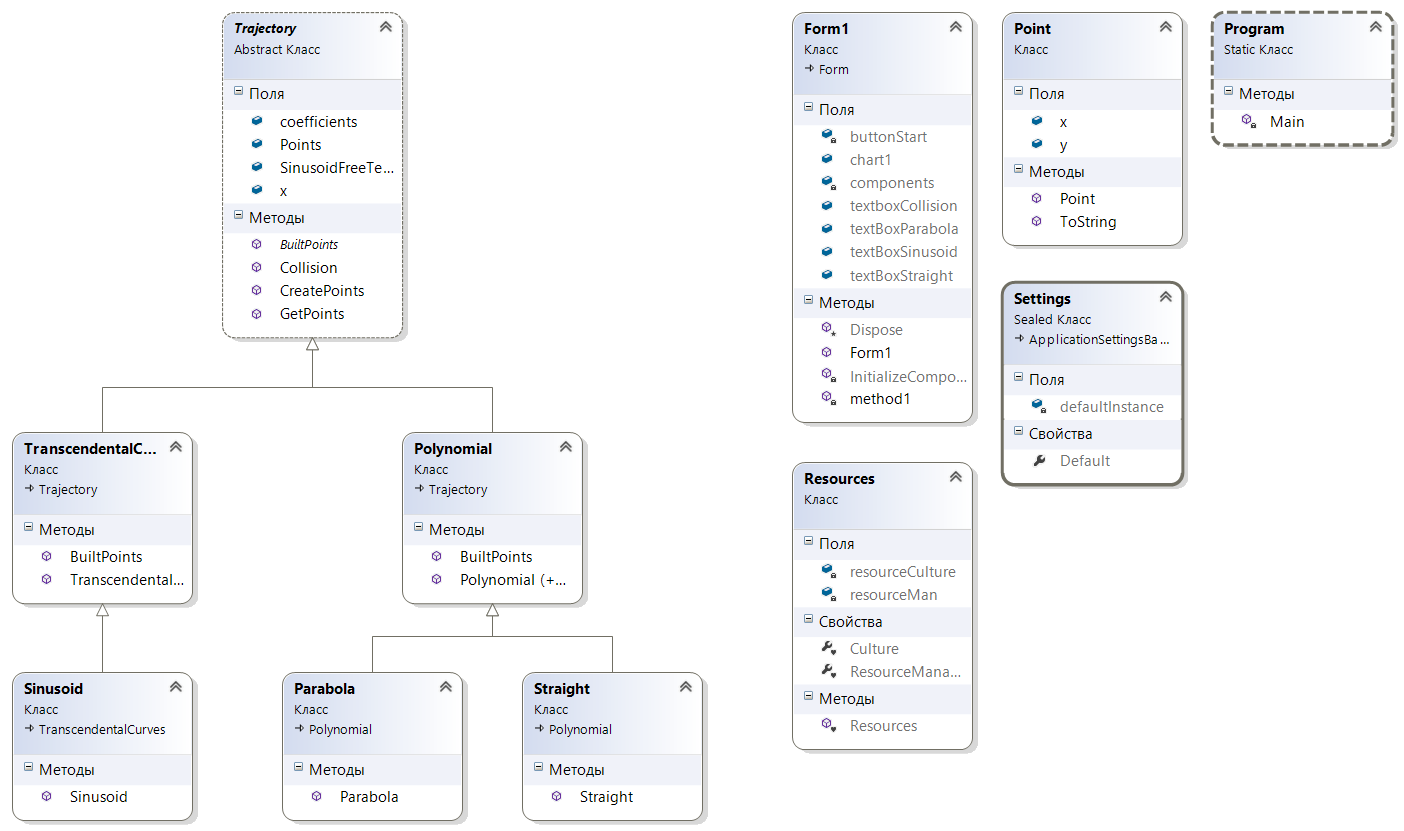 Trajectory
Abstract Класс
Поля
coefficients
Points
SinusoidFreeTe...
x
Методы
BuiltPoints
Collision
CreatePoints
GetPoints
TranscendentalC...
Класс
Trajectory
Методы
BuiltPoints
Transcendental...
Polynomial
Класс
Trajectory
Методы
BuiltPoints
Polynomial (+...
Sinusoid
Класс
TranscendentalCurves
Методы
Sinusoid
Parabola
Класс
Polynomial
Методы
Parabola
Straight
Класс
Polynomial
Методы
Straight
Form1
Класс
Form
Поля
buttonStart
chart1
components
textboxCollision
textBoxParabola
textBoxSinusoid
textBoxStraight
Методы
Dispose
Form1
InitializeCompo...
method1
Resources
Класс
Поля
resourceCulture
resourceMan
Свойства
Culture
ResourceMana...
Методы
Resources
Point
Класс
Поля
x
y
Методы
Point
ToString
Settings
Sealed Класс
ApplicationSettingsBa...
Поля
defaultInstance
Свойства
Default
Program
Static Класс
Методы
Main